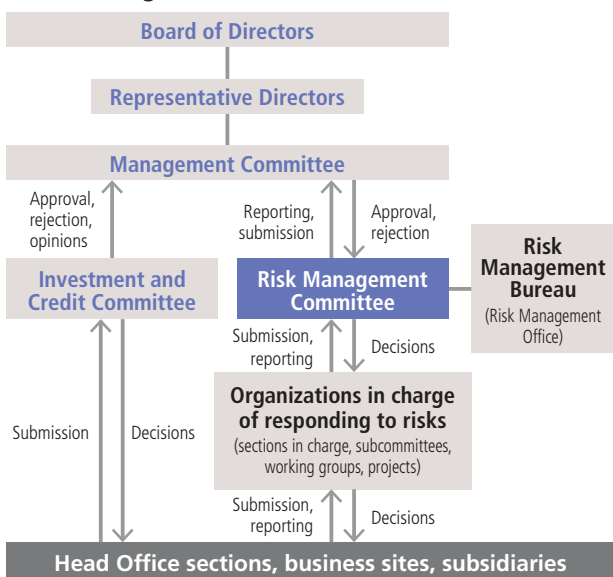 Board of Directors
Representative Directors
Management Committee
Approval,
rejection,
opinions
Reporting,
submission
Approval,
rejection
Investment and
Credit Committee
Risk Management
Committee
Risk
Management
Bureau
(Risk Management
Office)
Submission,
reporting
Decisions
Organizations in charge
of responding to risks
(sections in charge, subcommittees,
working groups, projects)
Submission
Decisions
Submission,
reporting
Decisions
Head Office sections, business sites, subsidiaries